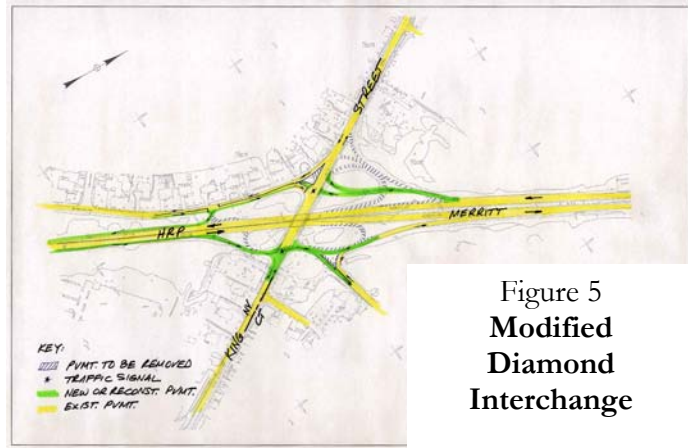 STREET
MERRITT
HRP
KING
NY
CT
KEY:
PVMT. TO BE REMOVED
TRAFFIC SIGNAL
NEW OR RECONST. PVMT.
EXIST. PVMT.
Figure 5
Modified
Diamond
Interchange